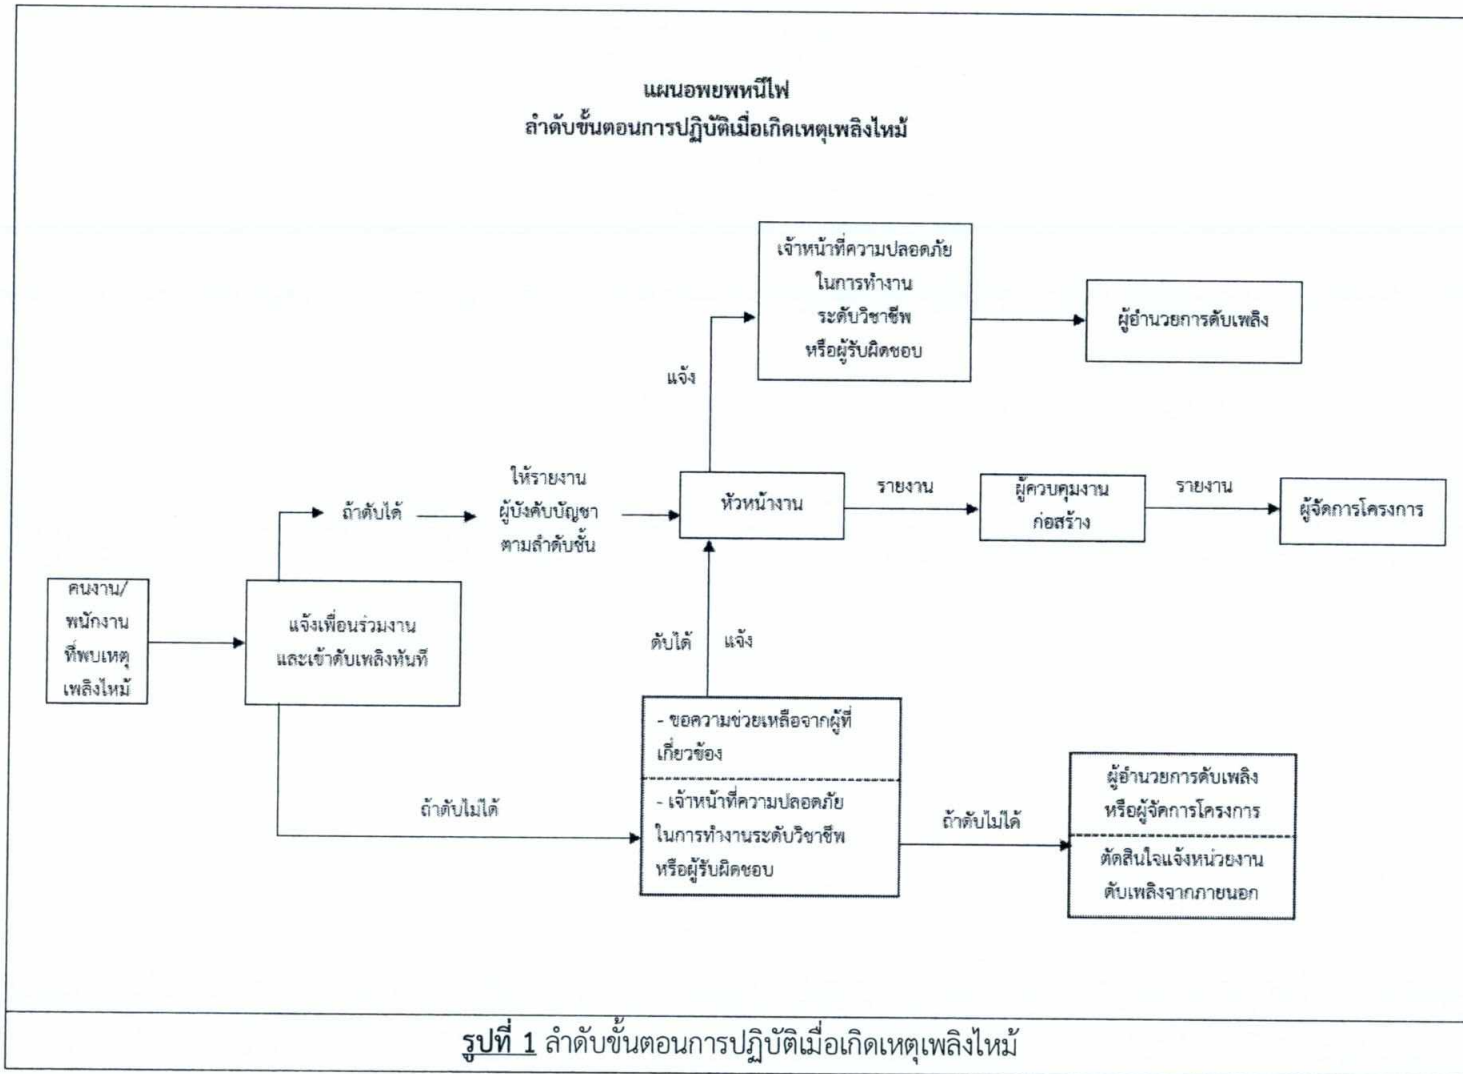 แผนอพยพหนีไฟ
ลำดับขั้นตอนการปฏิบัติเมื่อเกิดเหตุเพลิงไหม้
เจ้าหน้าที่ความปลอดภัย
ในการทำงาน
ระดับวิชาชีพ
หรือผู้รับผิดชอบ
ผู้อำนวยการดับเพลิง
แจ้ง
ให้รายงาน
ผู้บังคับบัญชา
ตามลำดับชั้น
ถ้าดับได้
หัวหน้างาน
รายงาน
ผู้ควบคุมงาน
ก่อสร้าง
รายงาน
ผู้จัดการโครงการ
คนงาน/
พนักงาน
ที่พบเหตุ
เพลิงไหม้
แจ้งเพื่อนร่วมงาน
และเข้าดับเพลิงทันที
ดับได้
แจ้ง
ถ้าดับไม่ได้
- ขอความช่วยเหลือจากผู้ที่
เกี่ยวข้อง
- เจ้าหน้าที่ความปลอดภัย
ในการทำงานระดับวิชาชีพ
หรือผู้รับผิดชอบ
ถ้าดับไม่ได้
ผู้อำนวยการดับเพลิง
หรือผู้จัดการโครงการ
ตัดสินใจแจ้งหน่วยงาน
ดับเพลิงจากภายนอก
รูปที่ 1 ลำดับขั้นตอนการปฏิบัติเมื่อเกิดเหตุเพลิงไหม้